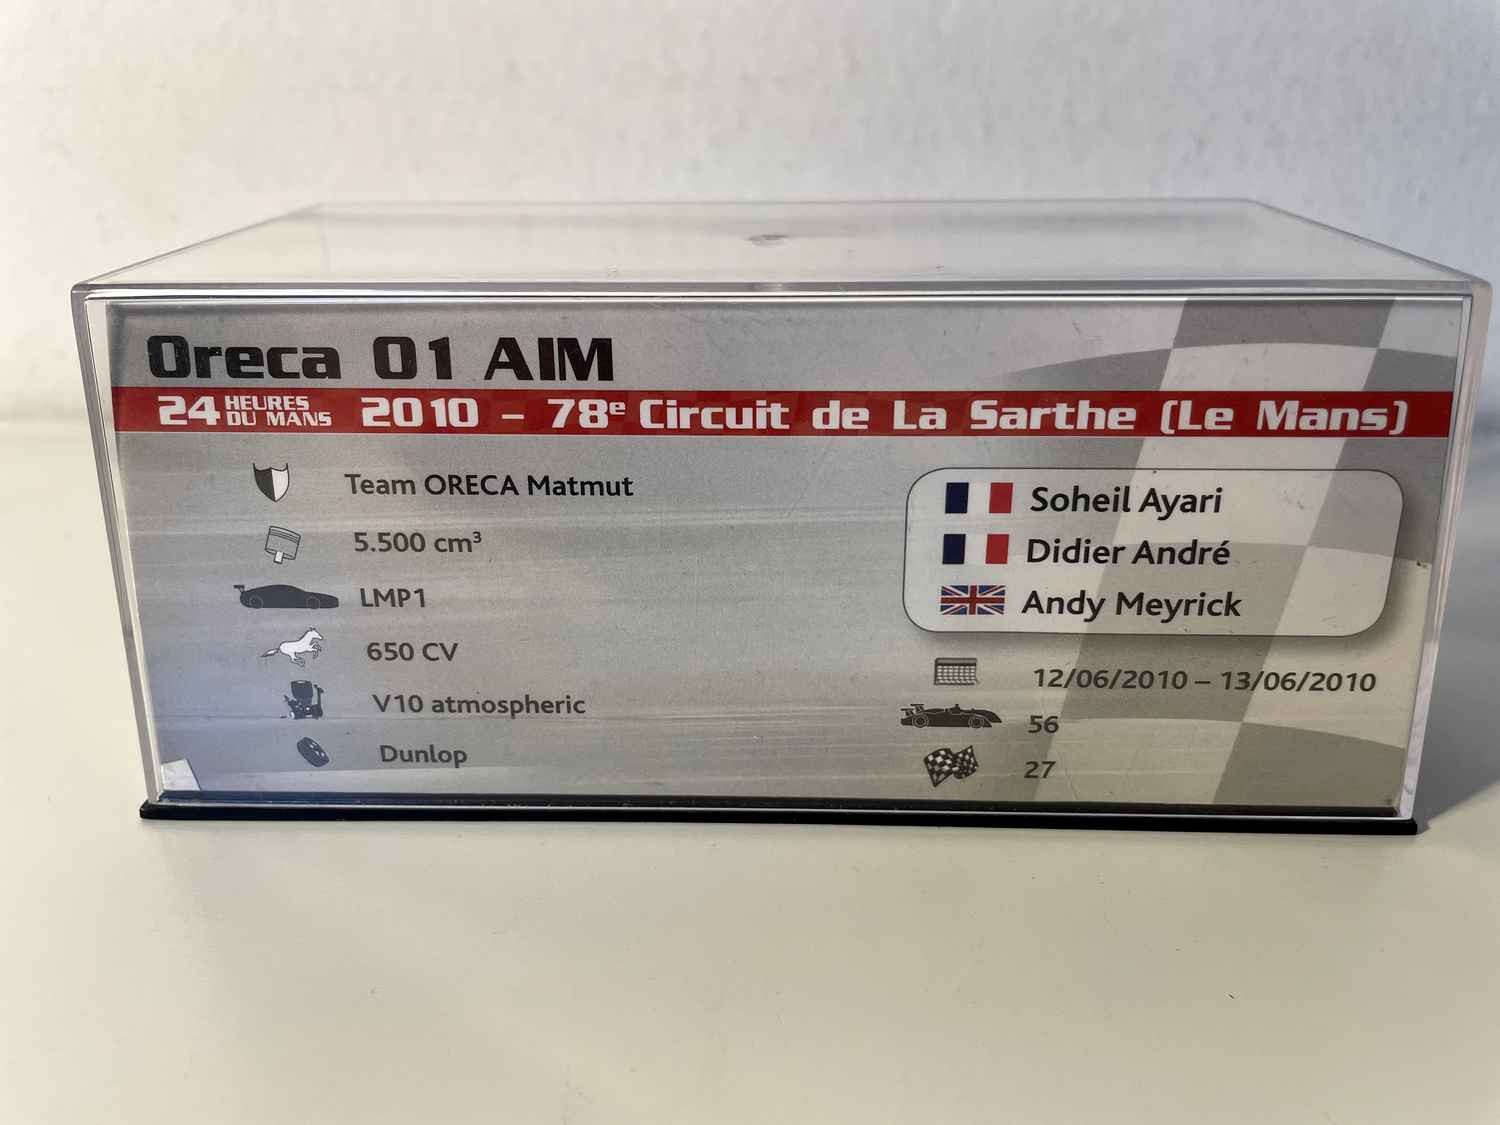 Oreca 01 AIM
24 HEURES DU MANS 2010 – 78e Circuit de La Sarthe (Le Mans)
Team ORECA Matmut
5.500 cm³
LMP1
650 CV
V10 atmospheric
Dunlop
Soheil Ayari
Didier André
Andy Meyrick
12/06/2010 – 13/06/2010
56
27